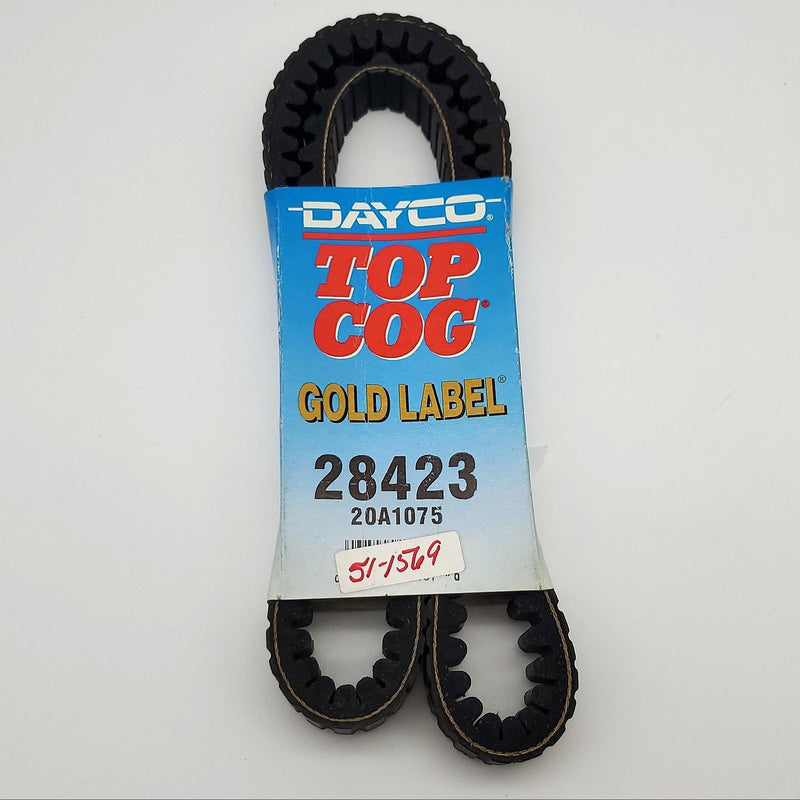 DAYCO®
TOP
COG®
GOLD LABEL®
28423
20A1075
51-1569